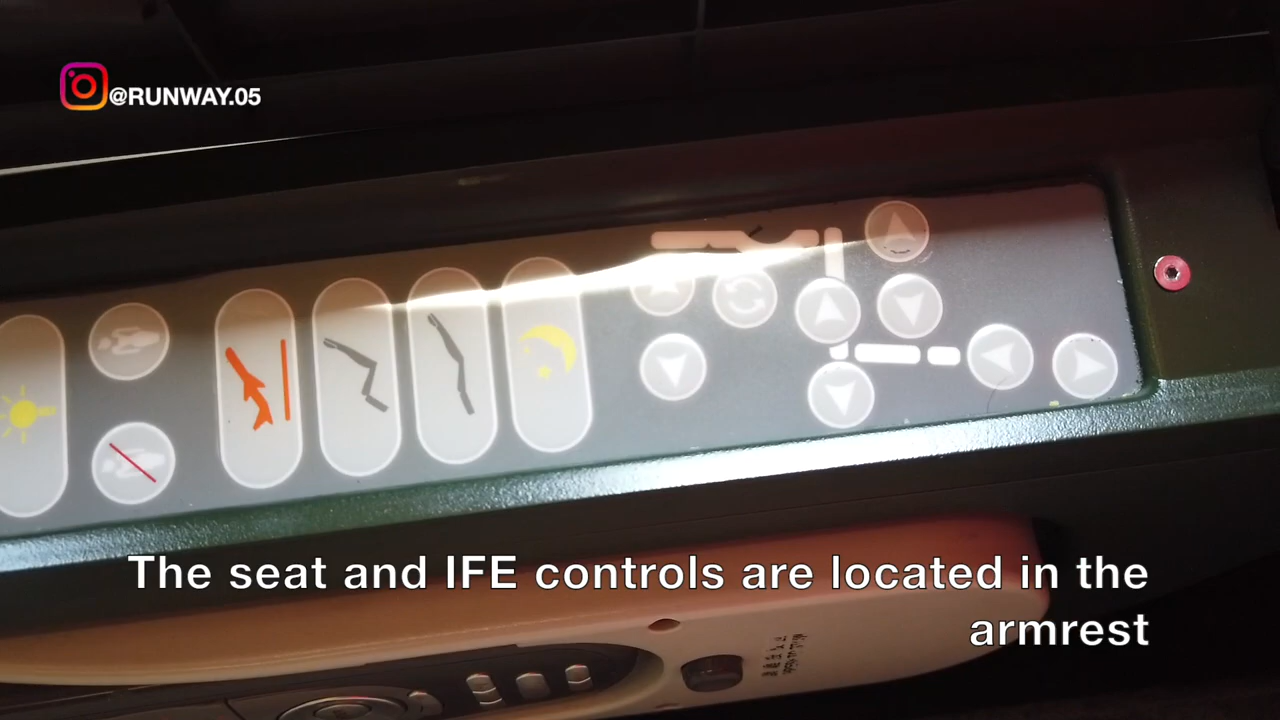 @RUNWAY.05
The seat and IFE controls are located in the
armrest